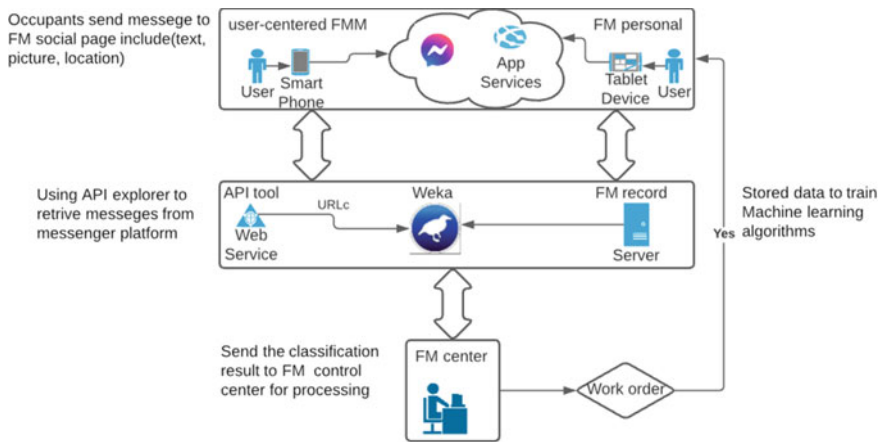 Occupants send messege to
FM social page include(text,
picture, location)
user-centered FMM
FM personal
User
Smart
Phone
App
Services
Tablet
Device
User
Using API explorer to
retrive messeges from
messenger platform
API tool
Weka
FM record
URLc
Web
Service
Server
Stored data to train
Machine learning
algorithms
Yes
Send the classification
result to FM control
center for processing
FM center
Work order